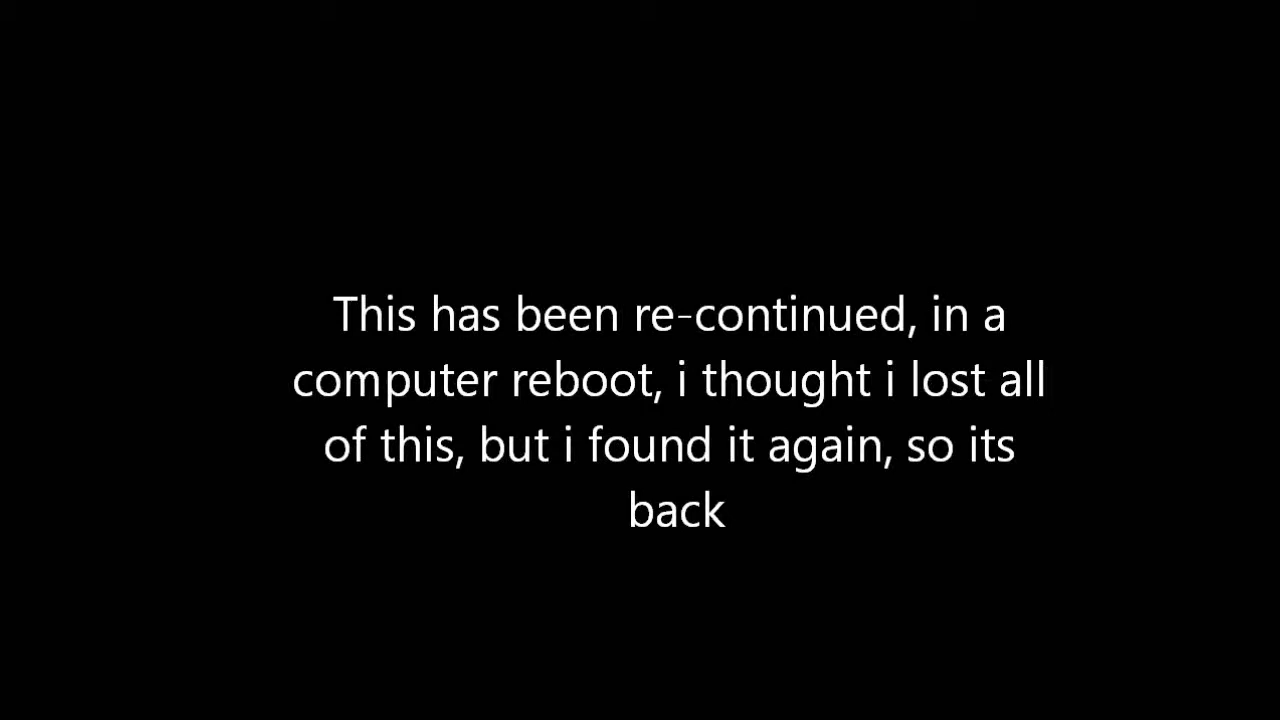 This has been re-continued, in a
computer reboot, i thought i lost all
of this, but i found it again, so its
back